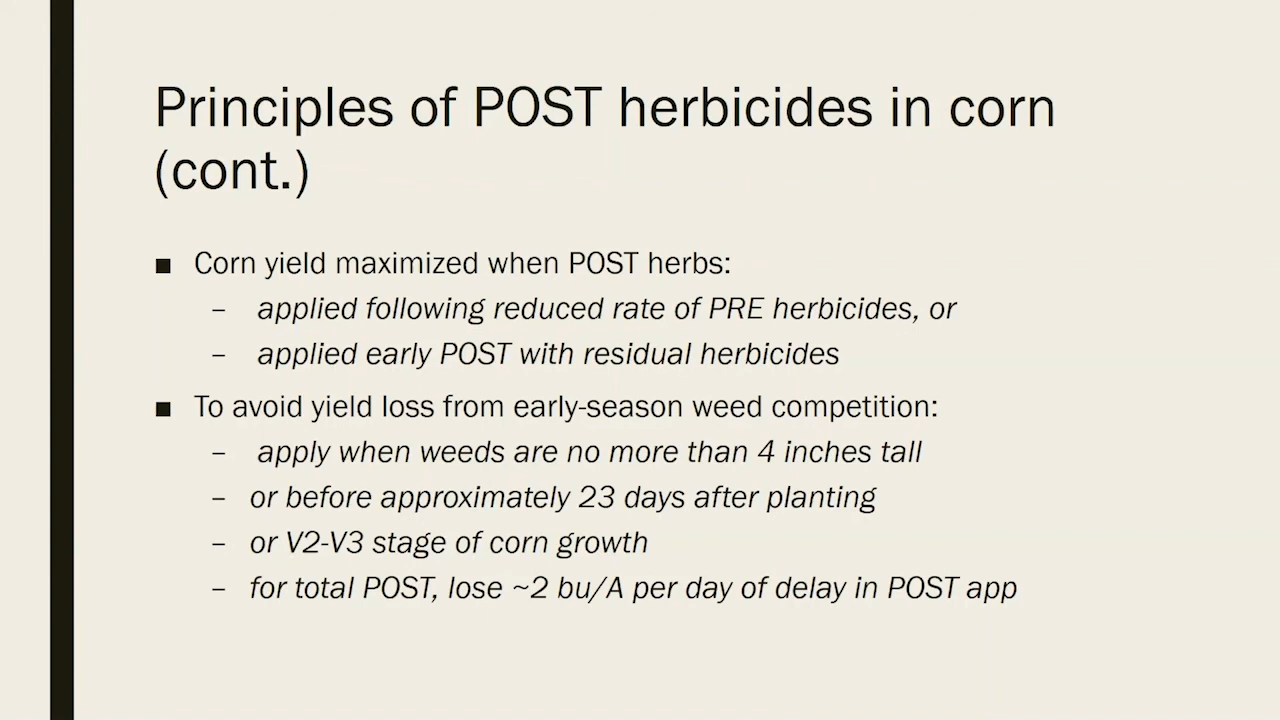 Principles of POST herbicides in corn
(cont.)
■ Corn yield maximized when POST herbs:
– applied following reduced rate of PRE herbicides, or
– applied early POST with residual herbicides
■ To avoid yield loss from early-season weed competition:
– apply when weeds are no more than 4 inches tall
– or before approximately 23 days after planting
– or V2-V3 stage of corn growth
– for total POST, lose ~2 bu/A per day of delay in POST app